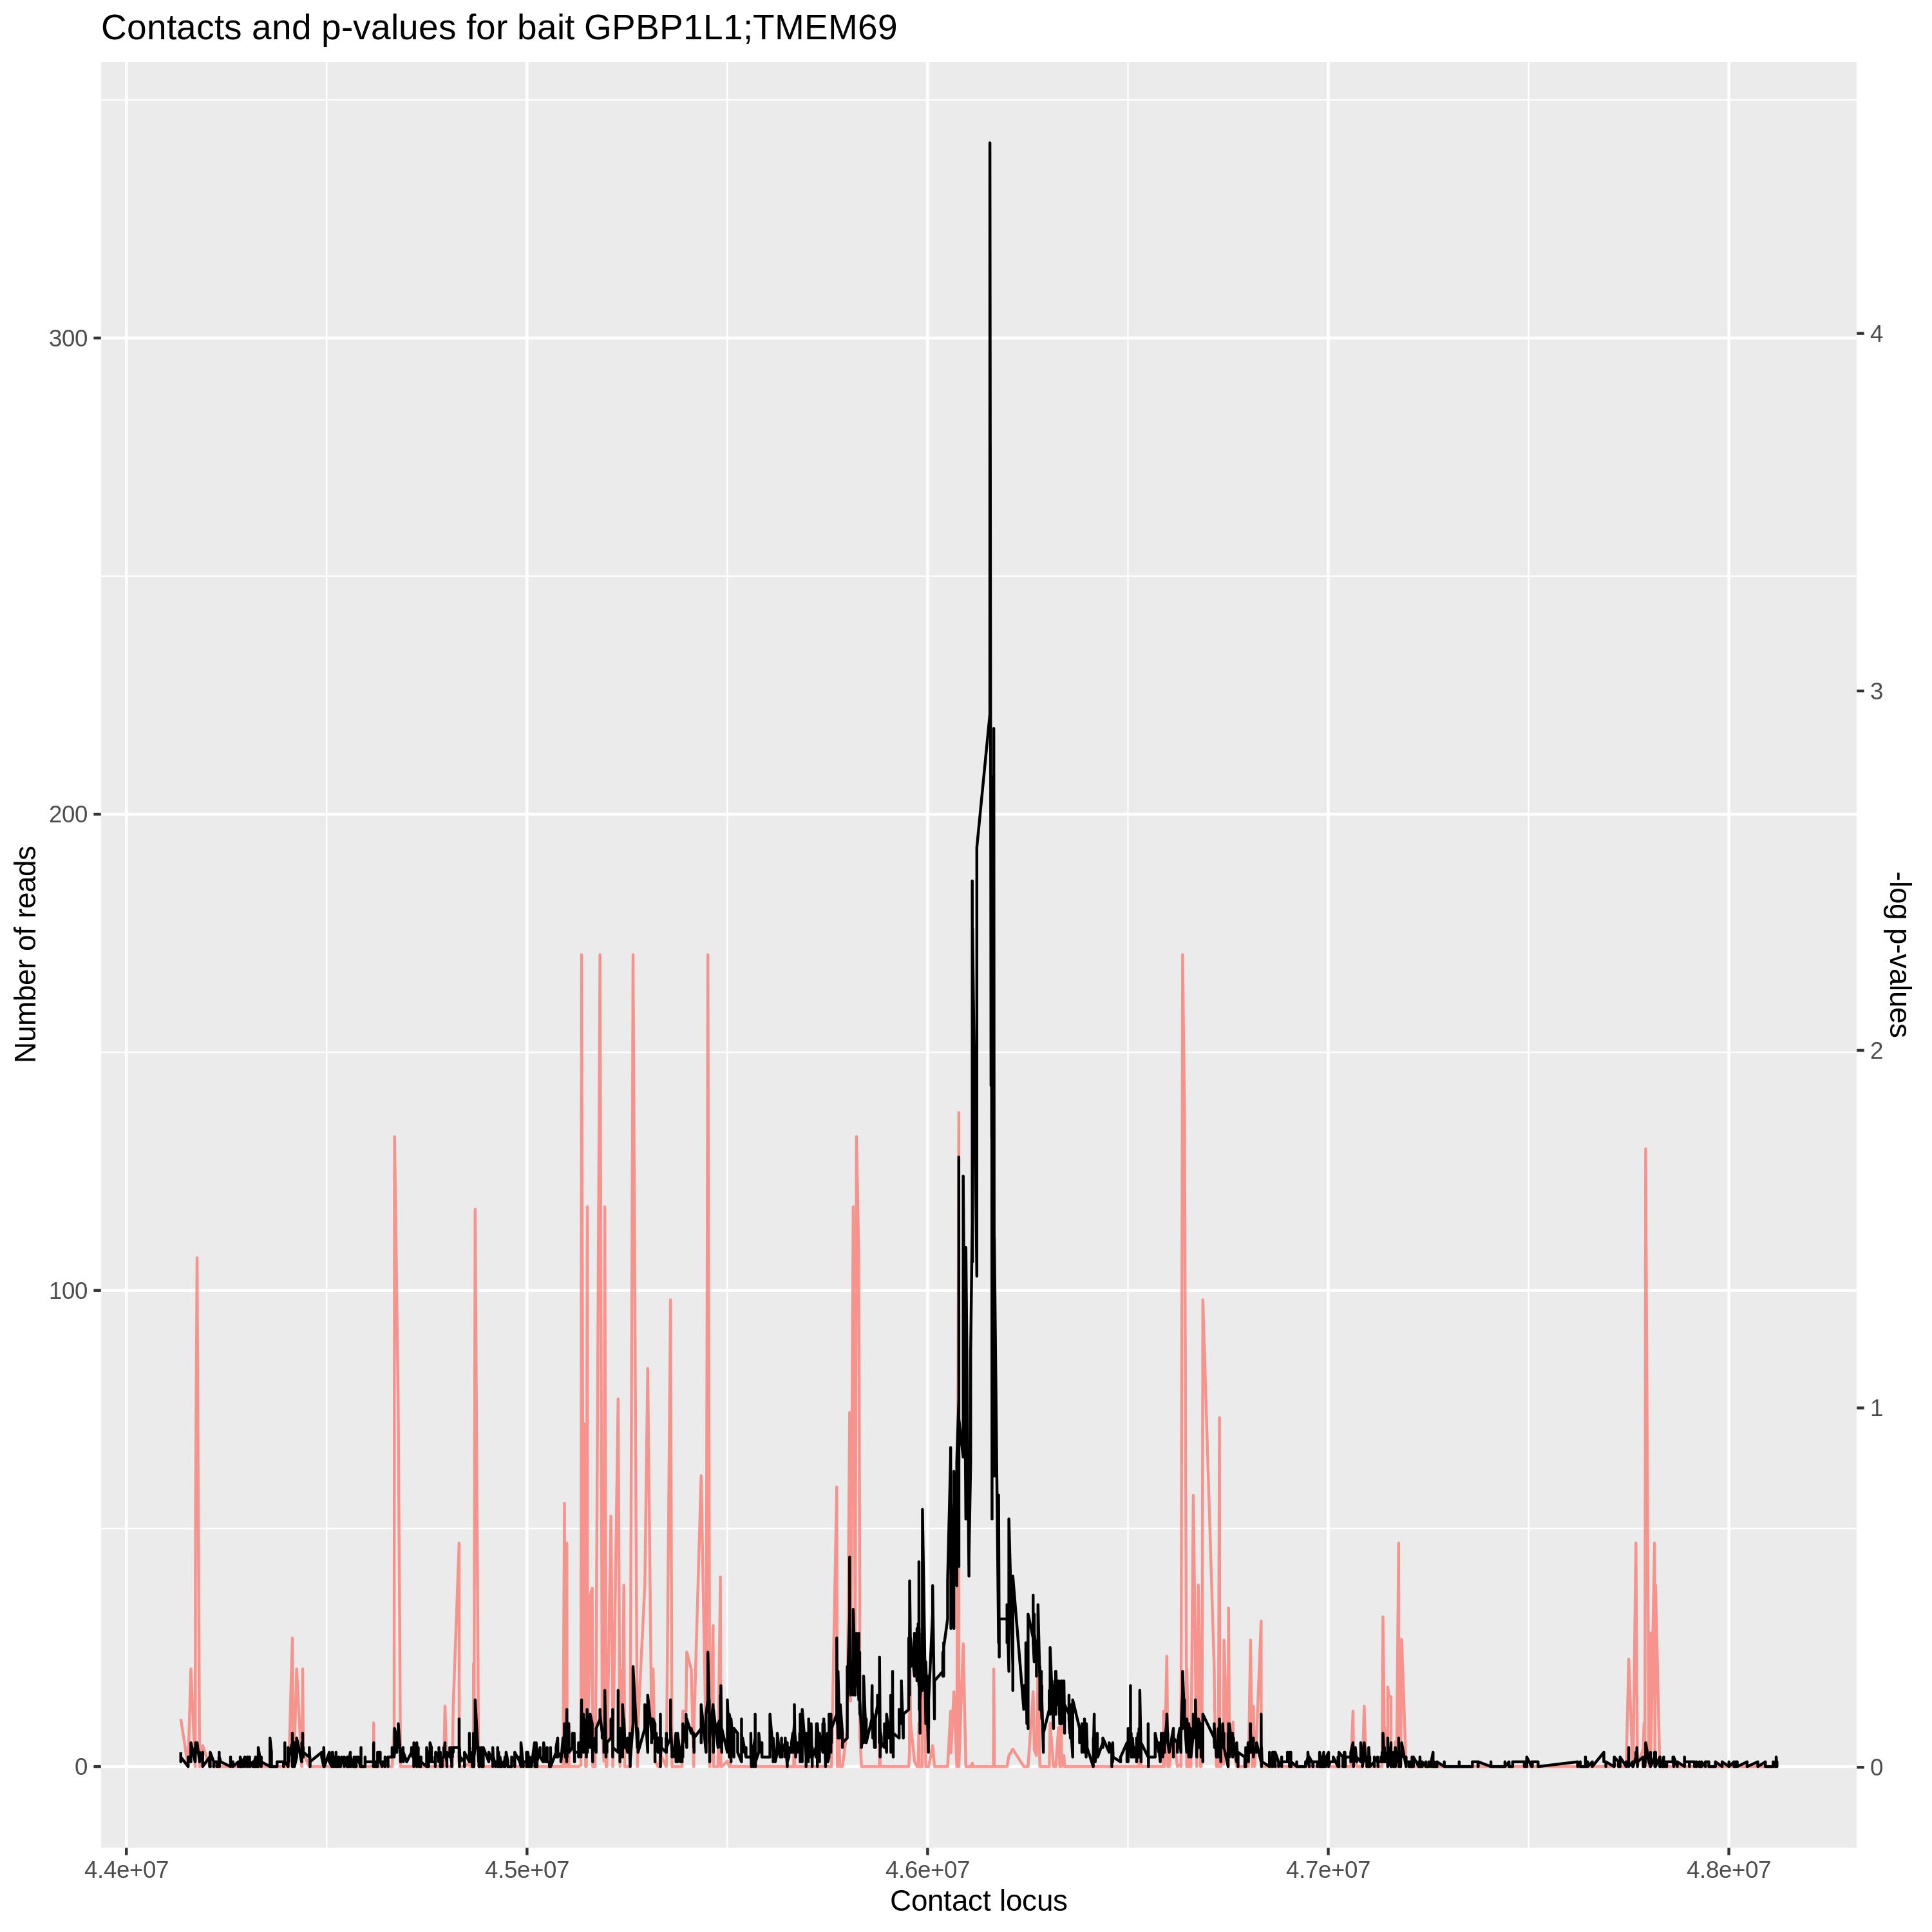 Contacts and p-values for bait GPBP1L1;TMEM69
Number of reads
300
200
100
0
-log p-values
4
3
2
1
0
4.4e+07
4.5e+07
4.6e+07
4.7e+07
4.8e+07
Contact locus